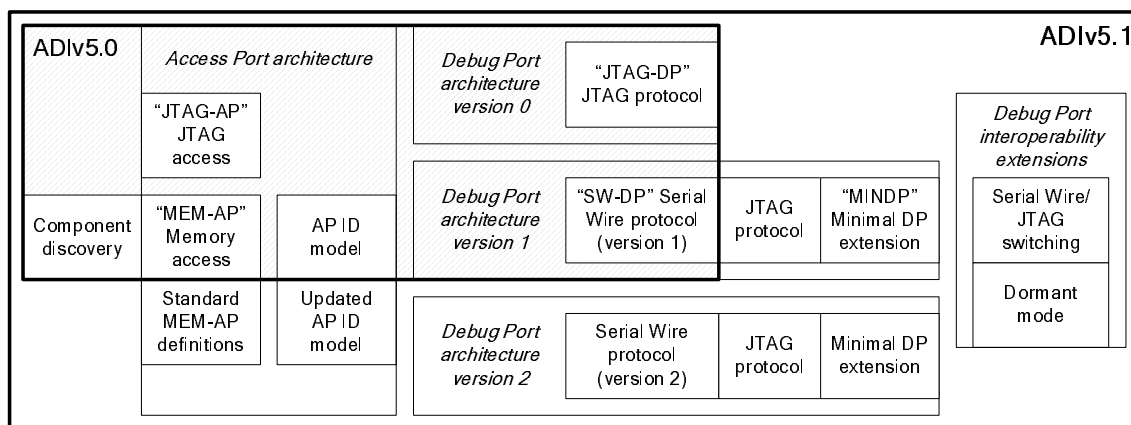 ADIv5.0
ADIv5.1
Access Port architecture
“JTAG-AP”
JTAG
access
Component
discovery
“MEM-AP”
Memory
access
AP ID
model
Standard
MEM-AP
definitions
Updated
AP ID
model
Debug Port
architecture
version 0
“JTAG-DP”
JTAG protocol
Debug Port
architecture
version 1
“SW-DP” Serial
Wire protocol
(version 1)
JTAG
protocol
“MINDP”
Minimal DP
extension
Debug Port
architecture
version 2
Serial Wire
protocol
(version 2)
JTAG
protocol
Minimal DP
extension
Debug Port
interoperability
extensions
Serial Wire/
JTAG
switching
Dormant
mode